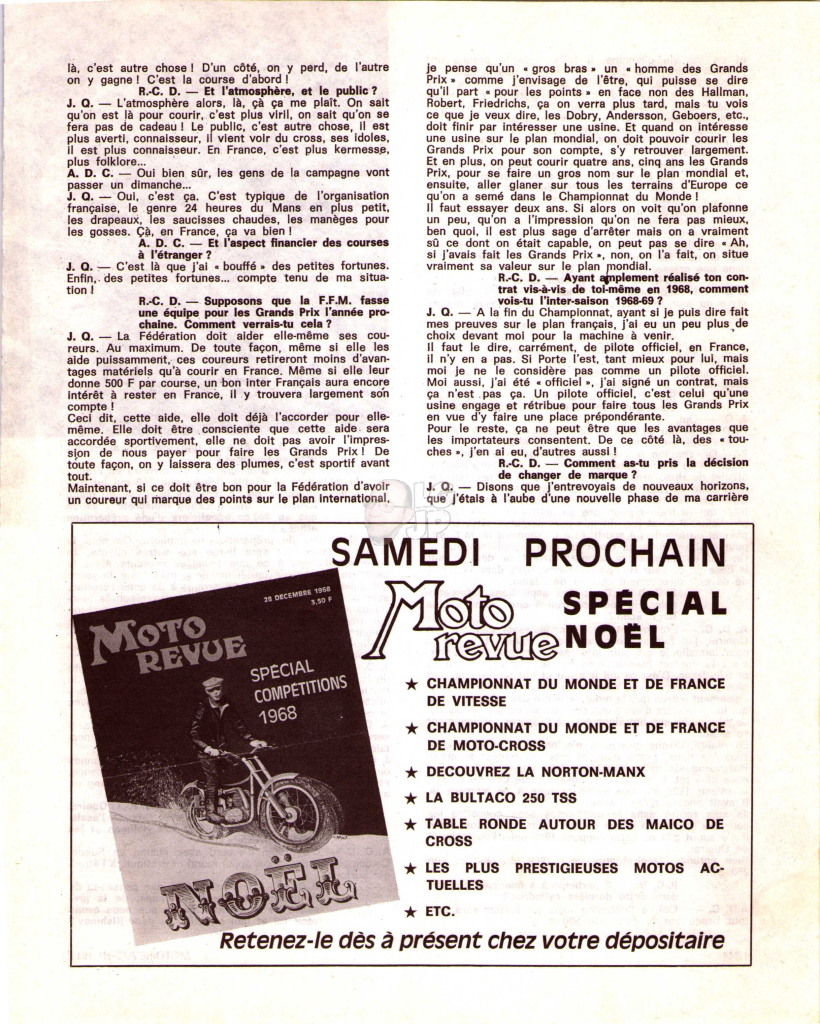 là, c'est autre chose ! D'un côté, on y perd, de l'autre
on y gagne ! C'est la course d'abord !
R.-C. D. — Et l'atmosphère, et le public ?
J. Q. — L'atmosphère alors, là, çà ça me plaît. On sait
qu'on est là pour courir, c'est plus viril, on sait qu'on se
fera pas de cadeau ! Le public, c'est autre chose, il est
plus averti, connaisseur, il vient voir du cross, ses idoles,
il est plus connaisseur. En France, c'est plus kermesse,
plus folklore...
A. D. C. — Oui bien sûr, les gens de la campagne vont
passer un dimanche...
J. Q. — Oui, c'est ça. C'est typique de l'organisation
française, le genre 24 heures du Mans en plus petit,
les drapeaux, les saucisses chaudes, les manèges pour
les gosses. Çà, en France, ça va bien !
A. D. C. — Et l'aspect financier des courses
à l'étranger ?
J. Q. — C'est là que j'ai « bouffé » des petites fortunes.
Enfin, des petites fortunes... compte tenu de ma situa-
tion !
R.-C. D. — Supposons que la F.F.M. fasse
une équipe pour les Grands Prix l'année pro-
chaine. Comment verrais-tu cela ?
J. Q. — La Fédération doit aider elle-même ses cou-
reurs. Au maximum. De toute façon, même si elle les
aide puissamment, ces coureurs retireront moins d'avan-
tages matériels qu'à courir en France. Même si elle leur
donne 500 F par course, un bon inter Français aura encore
intérêt à rester en France, il y trouvera largement son
compte !
Ceci dit, cette aide, elle doit déjà l'accorder pour elle-
même. Elle doit être consciente que cette aide sera
accordée sportivement, elle ne doit pas avoir l'impres-
sion de nous payer pour faire les Grands Prix ! De
toute façon, on y laissera des plumes, c'est sportif avant
tout.
Maintenant, si ce doit être bon pour la Fédération d'avoir
un coureur qui marque des points sur le plan international,
je pense qu'un « gros bras » un « homme des Grands
Prix » comme j'envisage de l'être, qui puisse se dire
qu'il part « pour les points » en face non des Hallman,
Robert, Friedrichs, ça on verra plus tard, mais tu vois
ce que je veux dire, les Dobry, Andersson, Geboers, etc.,
doit finir par intéresser une usine. Et quand on intéresse
une usine sur le plan mondial, on doit pouvoir courir les
Grands Prix pour son compte, s'y retrouver largement.
Et en plus, on peut courir quatre ans, cinq ans les Grands
Prix, pour se faire un gros nom sur le plan mondial et,
ensuite, aller glaner sur tous les terrains d'Europe ce
qu'on a semé dans le Championnat du Monde !
Il faut essayer deux ans. Si alors on voit qu'on plafonne
un peu, qu'on a l'impression qu'on ne fera pas mieux,
ben quoi, il est plus sage d'arrêter mais on a vraiment
sû ce dont on était capable, on peut pas se dire « Ah,
si j'avais fait les Grands Prix », non, on l'a fait, on situe
vraiment sa valeur sur le plan mondial.
R.-C. D. — Ayant amplement réalisé ton con-
trat vis-à-vis de toi-même en 1968, comment
vois-tu l'inter-saison 1968-69 ?
J. Q. — A la fin du Championnat, ayant si je puis dire fait
mes preuves sur le plan français, j'ai eu un peu plus de
choix devant moi pour la machine à venir.
Il faut le dire, carrément, de pilote officiel, en France,
il n'y en a pas. Si Porte l'est, tant mieux pour lui, mais
moi je ne le considère pas comme un pilote officiel.
Moi aussi, j'ai été « officiel », j'ai signé un contrat, mais
ça n'est pas ça. Un pilote officiel, c'est celui qu'une
usine engage et rétribue pour faire tous les Grands Prix
en vue d'y faire une place prépondérante.
Pour le reste, ça ne peut être que les avantages que
les importateurs consentent. De ce côté là, des « tou-
ches », j'en ai eu, d'autres aussi !
R.-C. D. — Comment as-tu pris la décision
de changer de marque ?
J. Q. — Disons que j'entrevoyais de nouveaux horizons,
que j'étais à l'aube d'une nouvelle phase de ma carrière
SAMEDI PROCHAIN
Moto revue SPÉCIAL NOËL
28 DECEMBRE 1968
3,50 F
MOTO
REVUE
SPÉCIAL
COMPÉTITIONS
1968
NOËL
★ CHAMPIONNAT DU MONDE ET DE FRANCE
DE VITESSE
★ CHAMPIONNAT DU MONDE ET DE FRANCE
DE MOTO-CROSS
★ DECOUVREZ LA NORTON-MANX
★ LA BULTACO 250 TSS
★ TABLE RONDE AUTOUR DES MAICO DE
CROSS
★ LES PLUS PRESTIGIEUSES MOTOS AC-
TUELLES
★ ETC.
Retenez-le dès à présent chez votre dépositaire